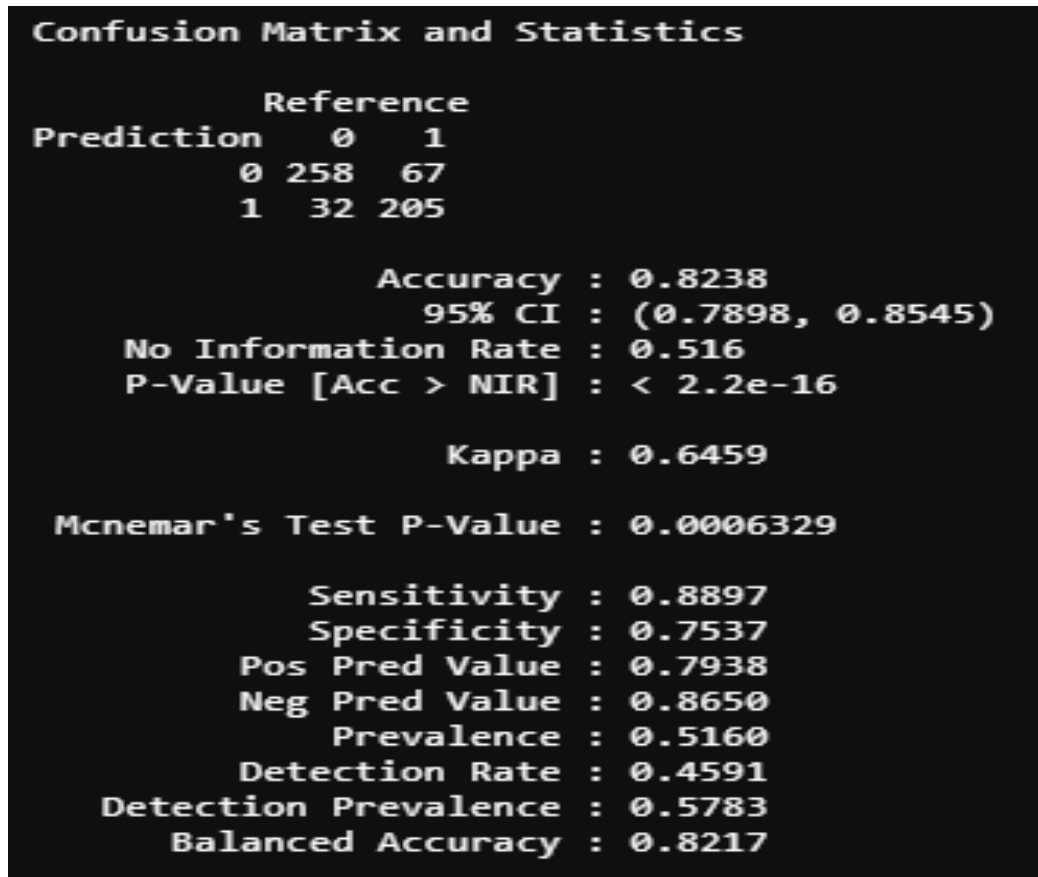 Confusion Matrix and Statistics
Reference
Prediction 0 1
0 258 67
1 32 205
Accuracy : 0.8238
95% CI : (0.7898, 0.8545)
No Information Rate : 0.516
P-Value [Acc > NIR] : < 2.2e-16
Kappa : 0.6459
Mcnemar's Test P-Value : 0.0006329
Sensitivity : 0.8897
Specificity : 0.7537
Pos Pred Value : 0.7938
Neg Pred Value : 0.8650
Prevalence : 0.5160
Detection Rate : 0.4591
Detection Prevalence : 0.5783
Balanced Accuracy : 0.8217